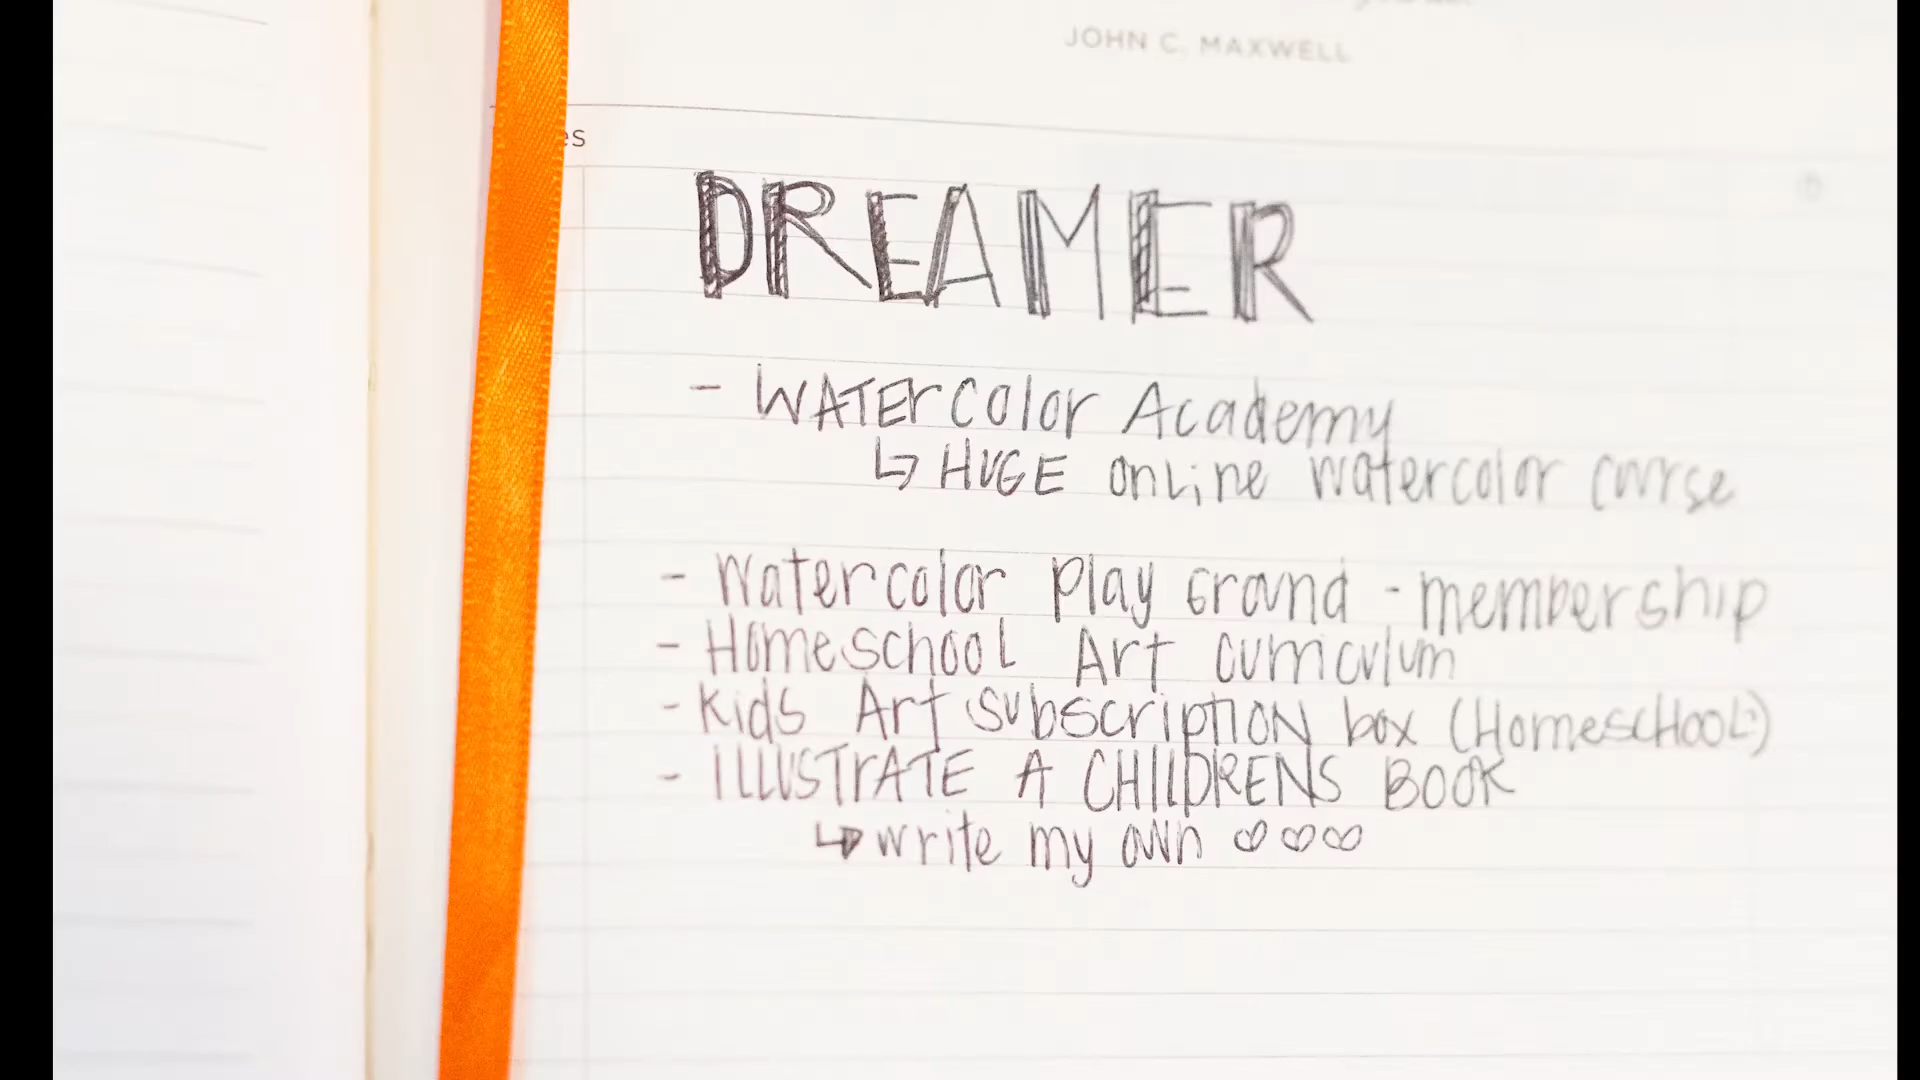 JOHN C. MAXWELL
es
DREAMER
- WATErcolor Academy
↳ HUGE onLine watercolor course
- Watercolor Play Ground - membership
- HomeschooL Art curriculum
- Kids Art SubscriptION box (HomescHOOL)
- ILLUSTrATE A CHILDRENS BOOK
↳ write my own ♡ ♡ ♡